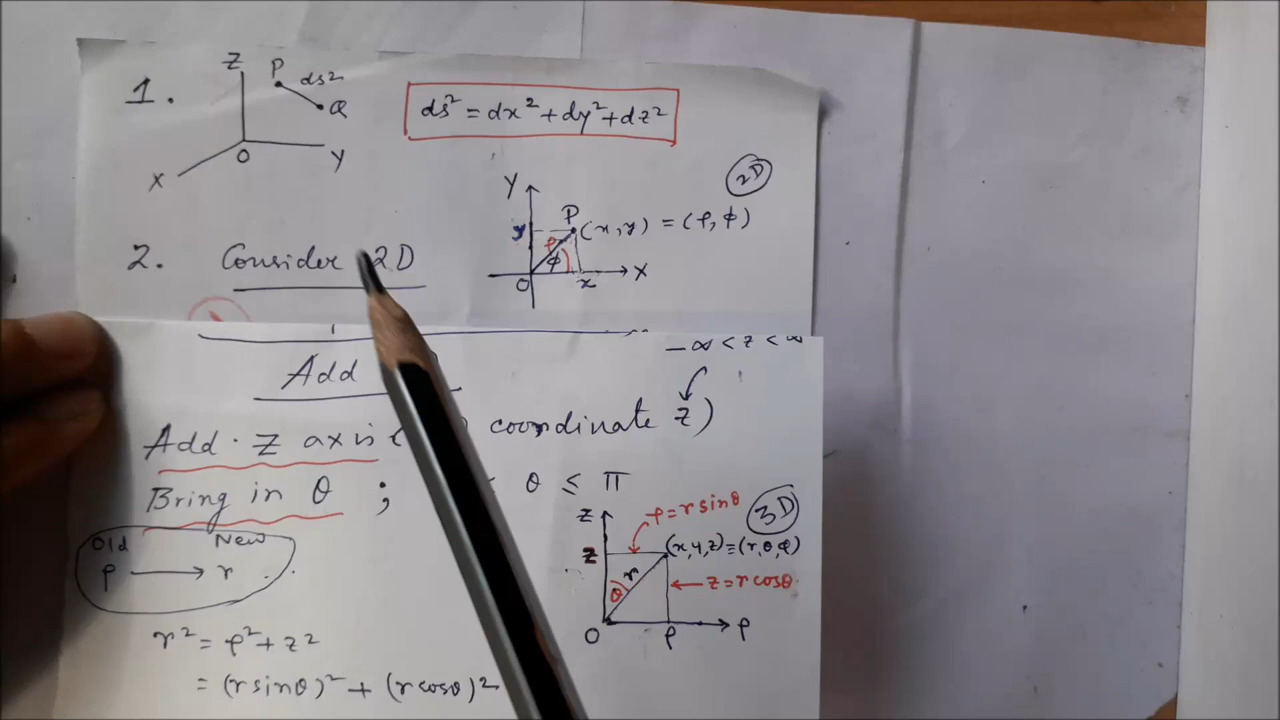 1.
Z
P
ds2
Q
O
Y
X
ds² = dx² + dy² + dz²
2D
Y
P
y
(x,y) = (ρ, ϕ)
ρ
ϕ
O
x
X
2. Consider 2D
-∞ < z < ∞
Add
Add. Z axis ( coordinate z)
Bring in θ ; θ ≤ π
Old New
ρ → r
r² = ρ² + z²
= (r sinθ)² + (r cosθ)²
3D
Z
ρ = r sinθ
z
(x,y,z) = (r,θ,ϕ)
r
θ
z = r cosθ
O
ρ
ρ